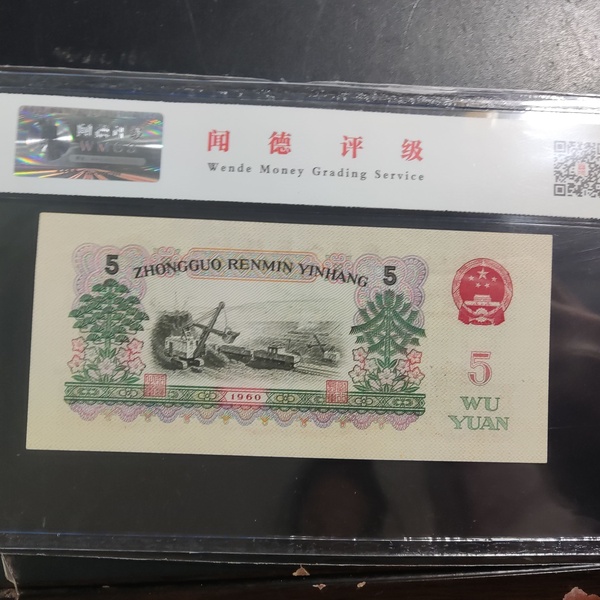 闻德评级
Wende Money Grading Service
5 ZHONGGUO RENMIN YINHANG 5
1960
5
WU
YUAN